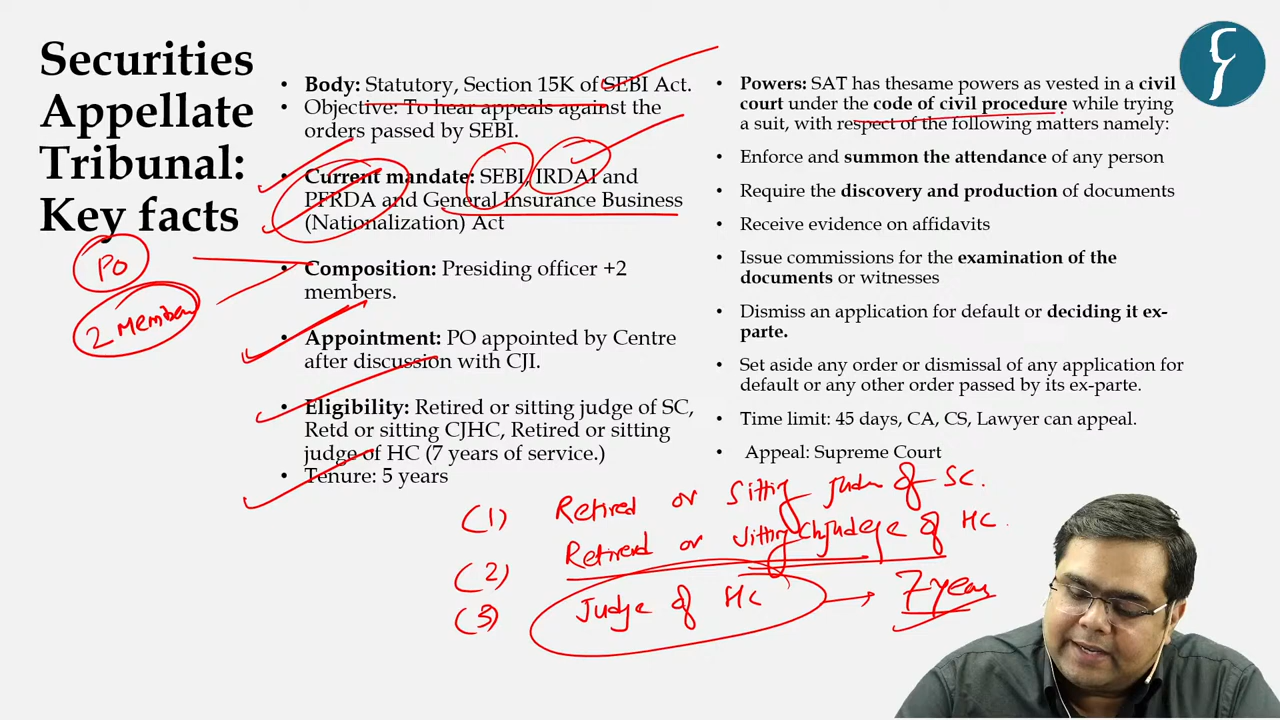 Securities
Appellate
Tribunal:
Key facts
• Body: Statutory, Section 15K of SEBI Act.
• Objective: To hear appeals against the
orders passed by SEBI.
• Current mandate: SEBI, IRDAI and
PFRDA and General Insurance Business
(Nationalization) Act
• Composition: Presiding officer +2
members.
• Appointment: PO appointed by Centre
after discussion with CJI.
• Eligibility: Retired or sitting judge of SC,
Retd or sitting CJHC, Retired or sitting
judge of HC (7 years of service.)
• Tenure: 5 years
PO
2 Member
• Powers: SAT has thesame powers as vested in a civil
court under the code of civil procedure while trying
a suit, with respect of the following matters namely:
• Enforce and summon the attendance of any person
• Require the discovery and production of documents
• Receive evidence on affidavits
• Issue commissions for the examination of the
documents or witnesses
• Dismiss an application for default or deciding it ex-
parte.
• Set aside any order or dismissal of any application for
default or any other order passed by its ex-parte.
• Time limit: 45 days, CA, CS, Lawyer can appeal.
• Appeal: Supreme Court
(1) Retired or Sitting judge of SC.
(2) Retired or sitting Chjudge of HC.
(3) Judge of HC → 7 year